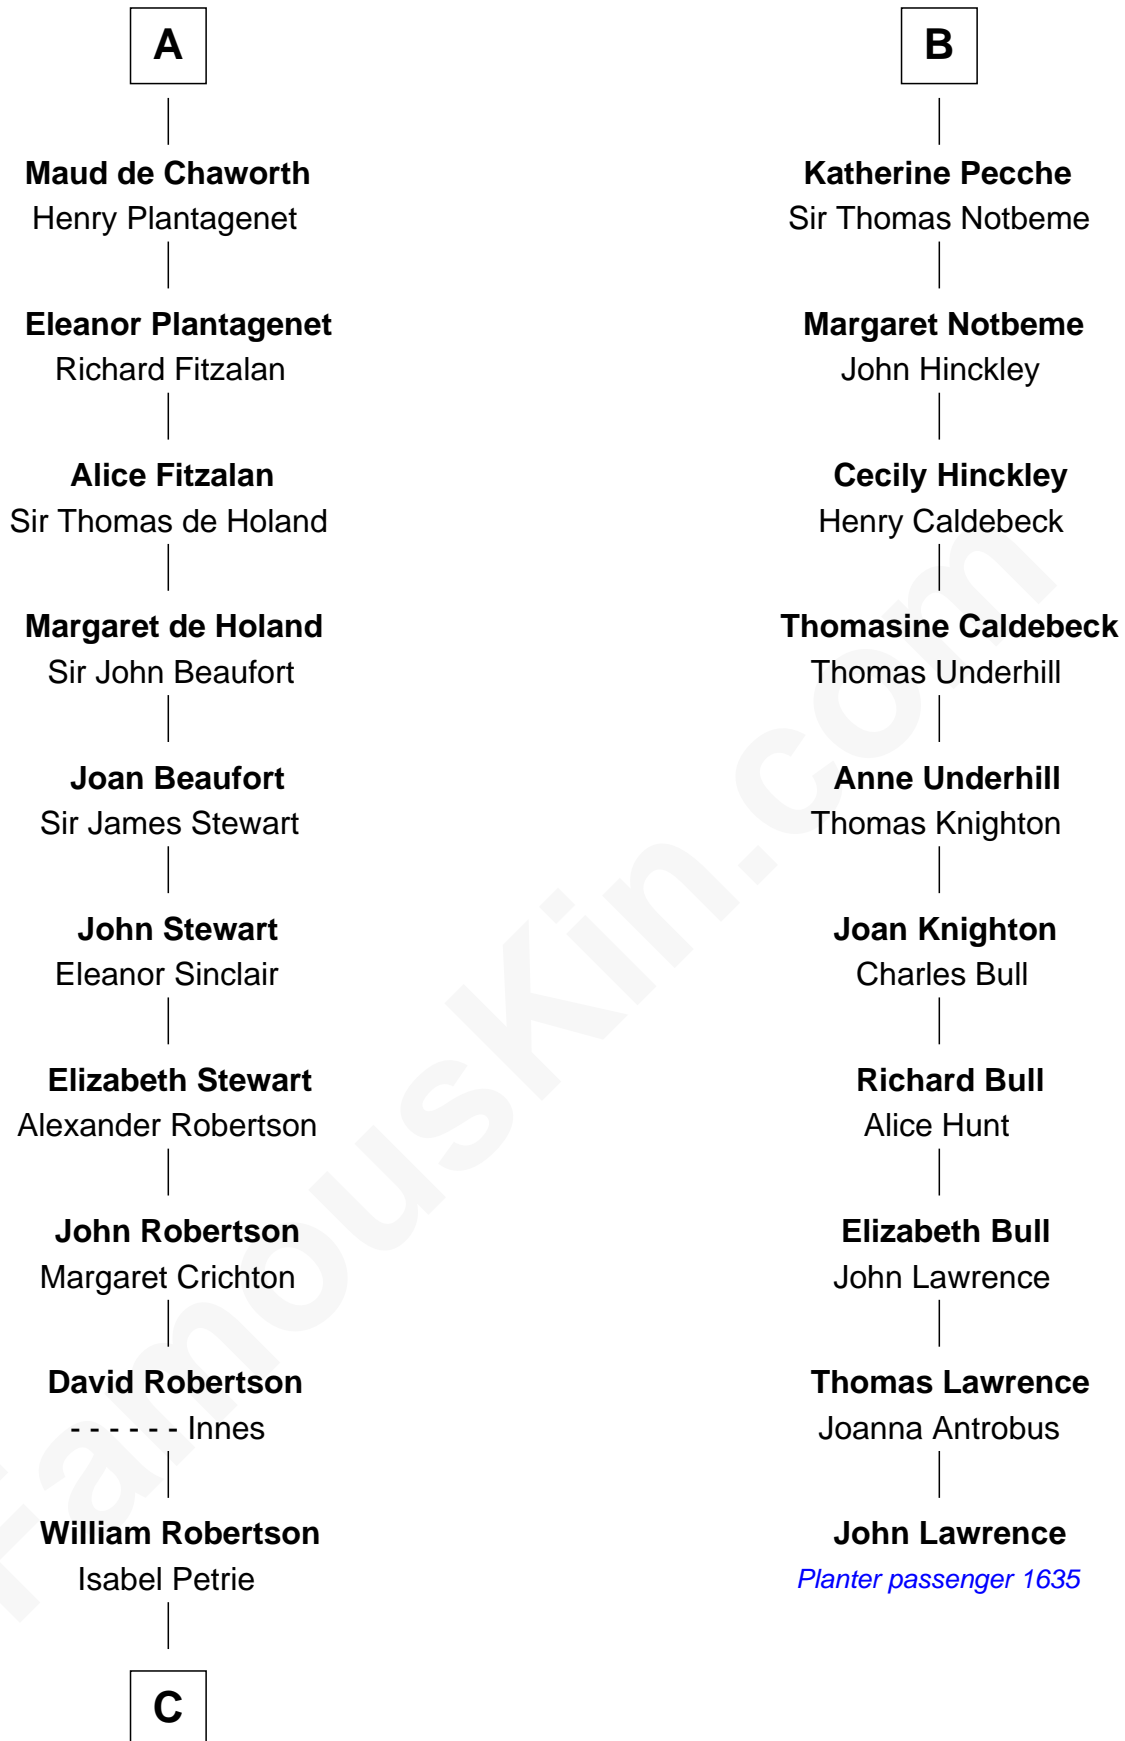 A
Maud de Chaworth
Henry Plantagenet
Eleanor Plantagenet
Richard Fitzalan
Alice Fitzalan
Sir Thomas de Holand
Margaret de Holand
Sir John Beaufort
Joan Beaufort
Sir James Stewart
John Stewart
Eleanor Sinclair
Elizabeth Stewart
Alexander Robertson
John Robertson
Margaret Crichton
David Robertson
- - - - - - Innes
William Robertson
Isabel Petrie
C
B
Katherine Pecche
Sir Thomas Notbeme
Margaret Notbeme
John Hinckley
Cecily Hinckley
Henry Caldebeck
Thomasine Caldebeck
Thomas Underhill
Anne Underhill
Thomas Knighton
Joan Knighton
Charles Bull
Richard Bull
Alice Hunt
Elizabeth Bull
John Lawrence
Thomas Lawrence
Joanna Antrobus
John Lawrence
Planter passenger 1635
FamousKin.com